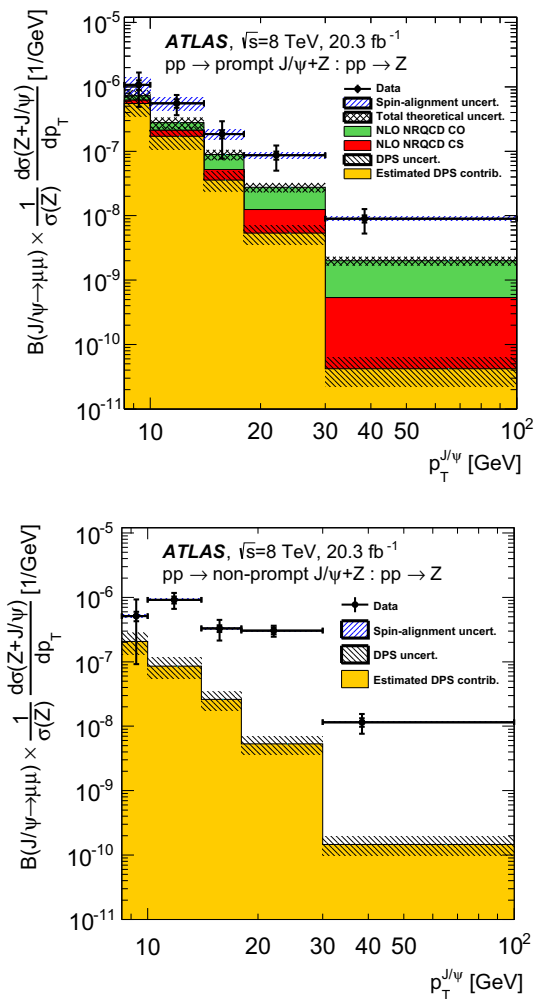 ATLAS, √s=8 TeV, 20.3 fb⁻¹
pp → prompt J/ψ+Z : pp → Z
Data
Spin-alignment uncert.
Total theoretical uncert.
NLO NRQCD CO
NLO NRQCD CS
DPS uncert.
Estimated DPS contrib.
B(J/ψ→μμ) × 1/σ(Z) dσ(Z+J/ψ)/dp_T [1/GeV]
10⁻⁵
10⁻⁶
10⁻⁷
10⁻⁸
10⁻⁹
10⁻¹⁰
10⁻¹¹
10 20 30 40 50 10²
p_T^{J/ψ} [GeV]
ATLAS, √s=8 TeV, 20.3 fb⁻¹
pp → non-prompt J/ψ+Z : pp → Z
Data
Spin-alignment uncert.
DPS uncert.
Estimated DPS contrib.
B(J/ψ→μμ) × 1/σ(Z) dσ(Z+J/ψ)/dp_T [1/GeV]
10⁻⁵
10⁻⁶
10⁻⁷
10⁻⁸
10⁻⁹
10⁻¹⁰
10⁻¹¹
10 20 30 40 50 10²
p_T^{J/ψ} [GeV]